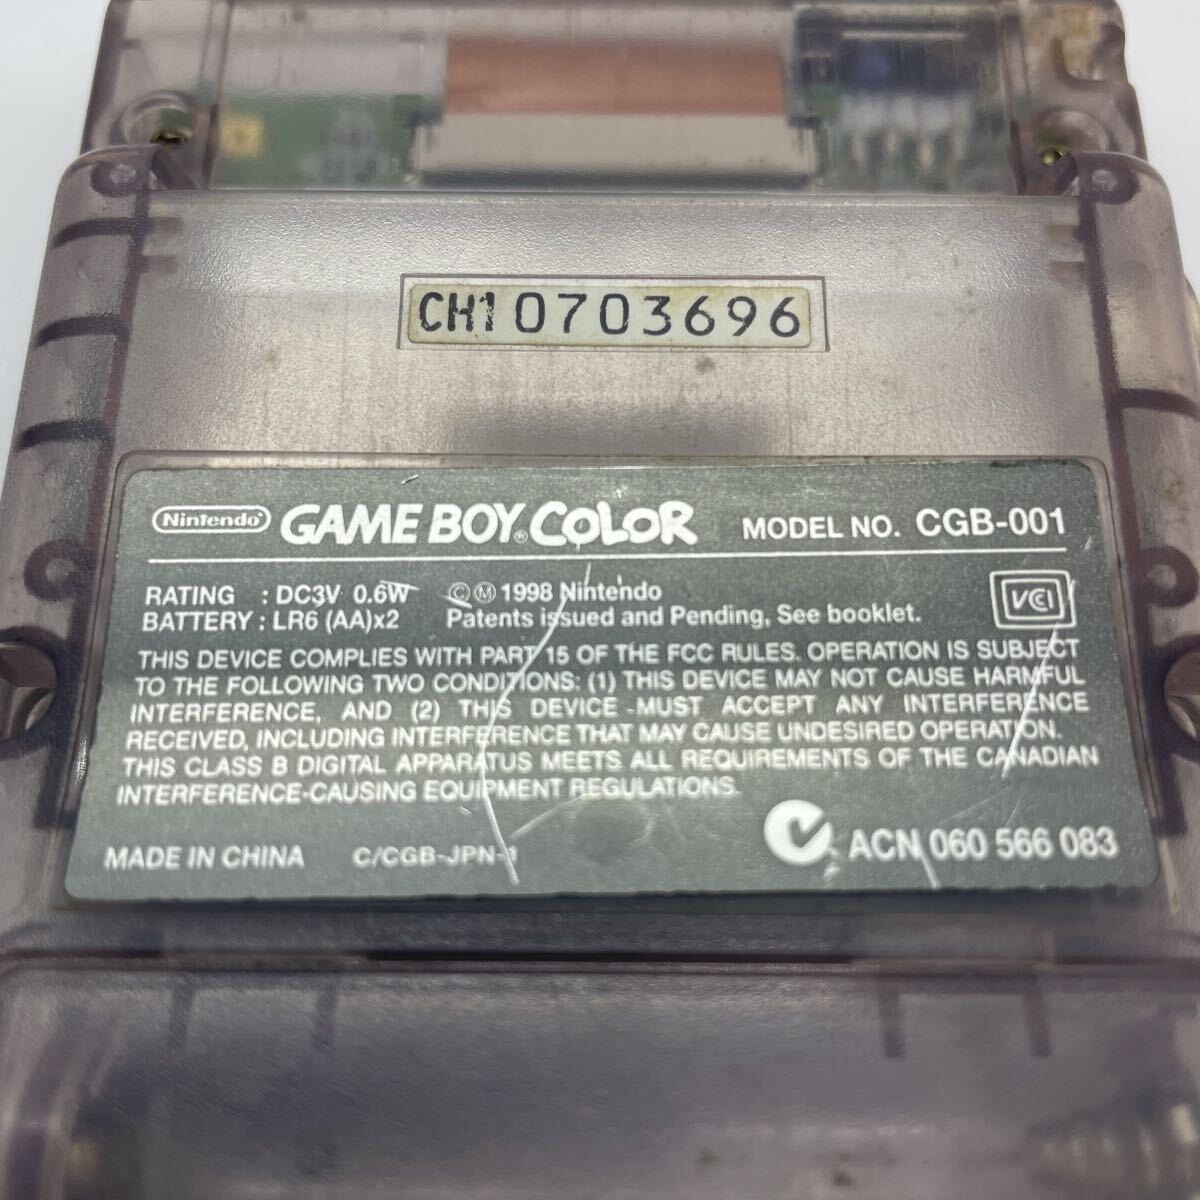 CH10703696
Nintendo GAME BOY COLOR MODEL NO. CGB-001
RATING : DC3V 0.6W ©Ⓜ 1998 Nintendo
BATTERY : LR6 (AA)x2 Patents issued and Pending, See booklet.
VCI
THIS DEVICE COMPLIES WITH PART 15 OF THE FCC RULES. OPERATION IS SUBJECT
TO THE FOLLOWING TWO CONDITIONS: (1) THIS DEVICE MAY NOT CAUSE HARMFUL
INTERFERENCE, AND (2) THIS DEVICE MUST ACCEPT ANY INTERFERENCE
RECEIVED, INCLUDING INTERFERENCE THAT MAY CAUSE UNDESIRED OPERATION.
THIS CLASS B DIGITAL APPARATUS MEETS ALL REQUIREMENTS OF THE CANADIAN
INTERFERENCE-CAUSING EQUIPMENT REGULATIONS.
MADE IN CHINA C/CGB-JPN-1 ACN 060 566 083